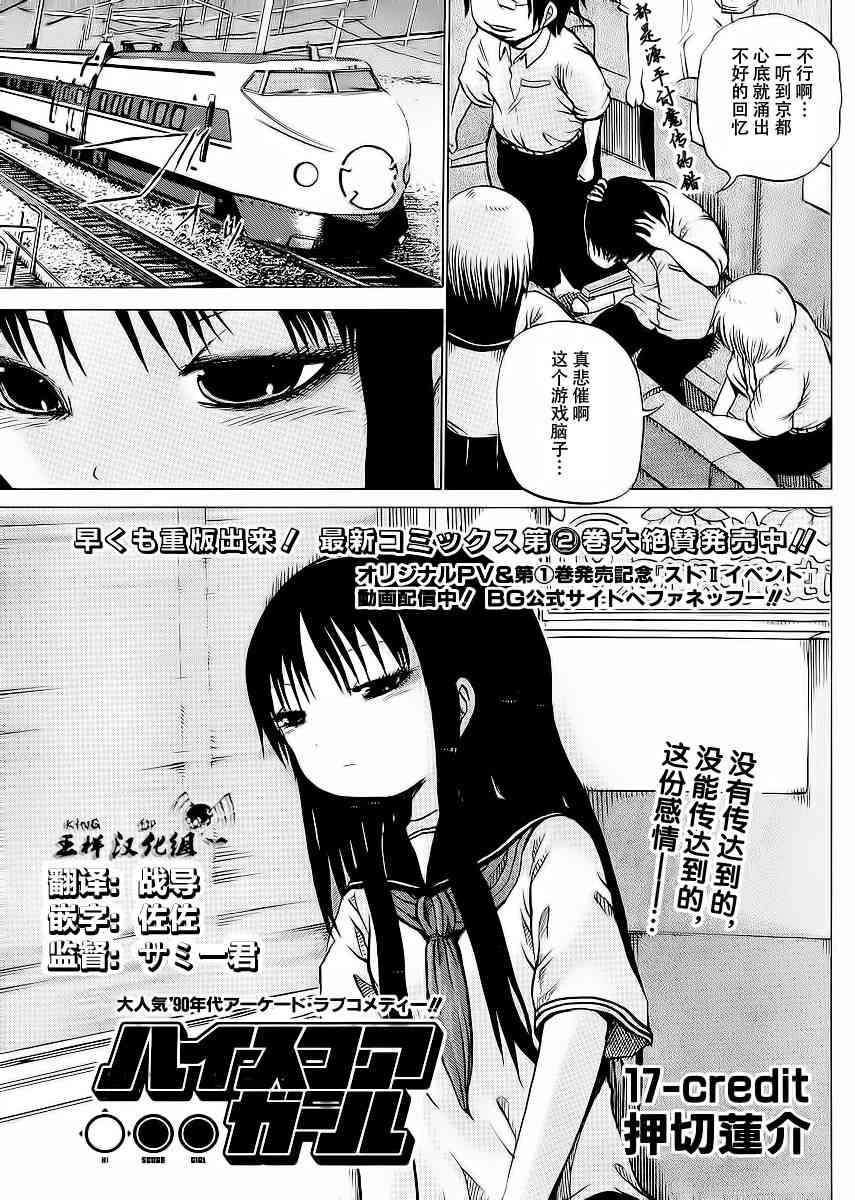 不行啊…
一听到京都
心底就涌出
不好的回忆
都是源平讨魔传的错
真悲催啊
这个游戏脑子…
早くも重版出来! 最新コミックス第②巻大絶賛発売中!!
オリジナルPV&第①巻発売記念『ストⅡイベント』
動画配信中! BG公式サイトへファネッフー!!
没有传达到的,
没能传达到的,
这份感情———…
KING
王样汉化组
翻译: 战导
嵌字: 佐佐
监督: サミー君
大人気'90年代アーケード・ラブコメディー!!
ハイスコア
ガール
HI SCORE GIRL
17-credit
押切蓮介